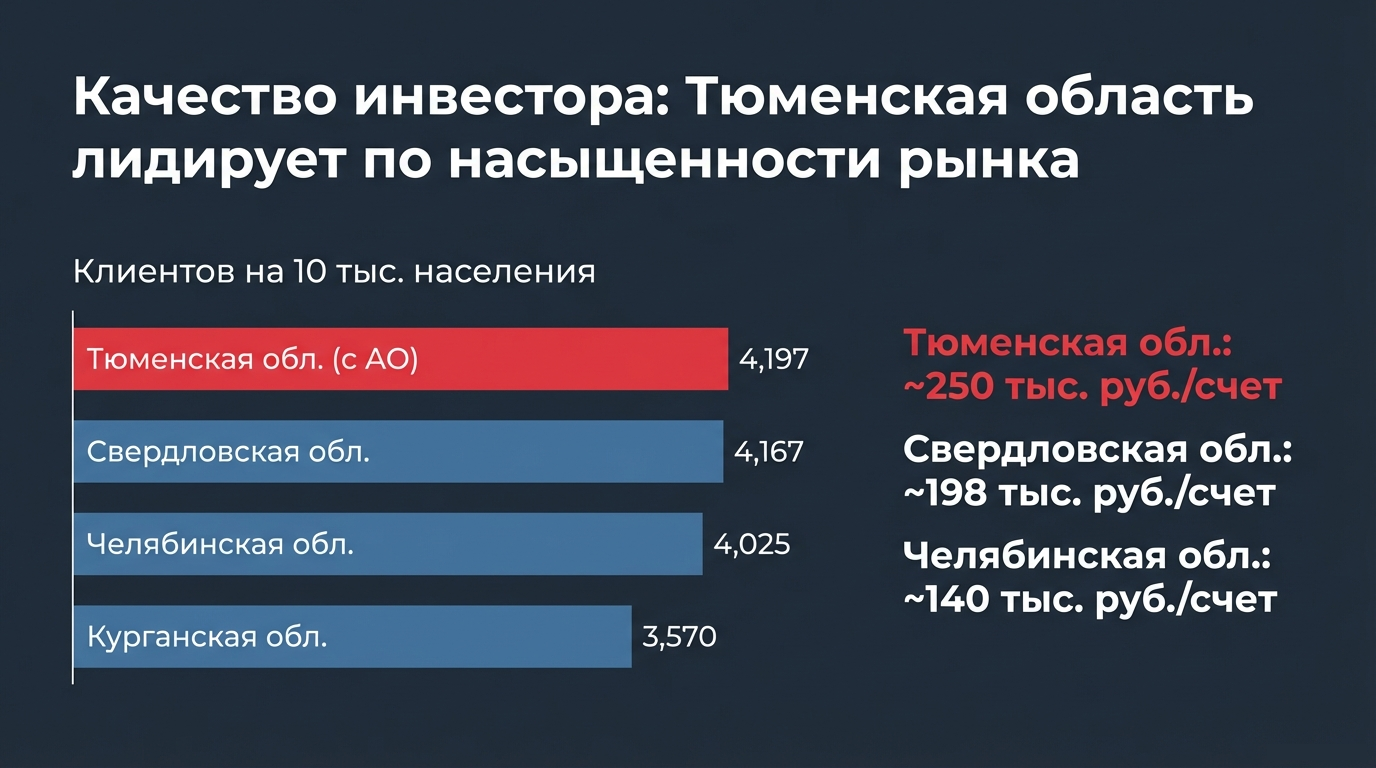 Качество инвестора: Тюменская область
лидирует по насыщенности рынка
Клиентов на 10 тыс. населения
Тюменская обл. (с АО)
4,197
Свердловская обл.
4,167
Челябинская обл.
4,025
Курганская обл.
3,570
Тюменская обл.:
~250 тыс. руб./счет
Свердловская обл.:
~198 тыс. руб./счет
Челябинская обл.:
~140 тыс. руб./счет